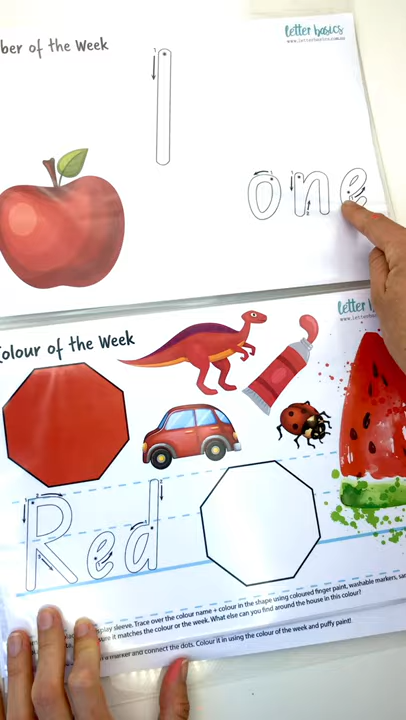 ber of the Week
letter basics
1
one
Colour of the Week
letter
Red
play sleeve. Trace over the colour name + colour in the shape using coloured finger paint, washable markers,
it matches the colour or the week. What else can you find around the house in this colour?
a marker and connect the dots. Colour it in using the colour of the week and puffy paint!